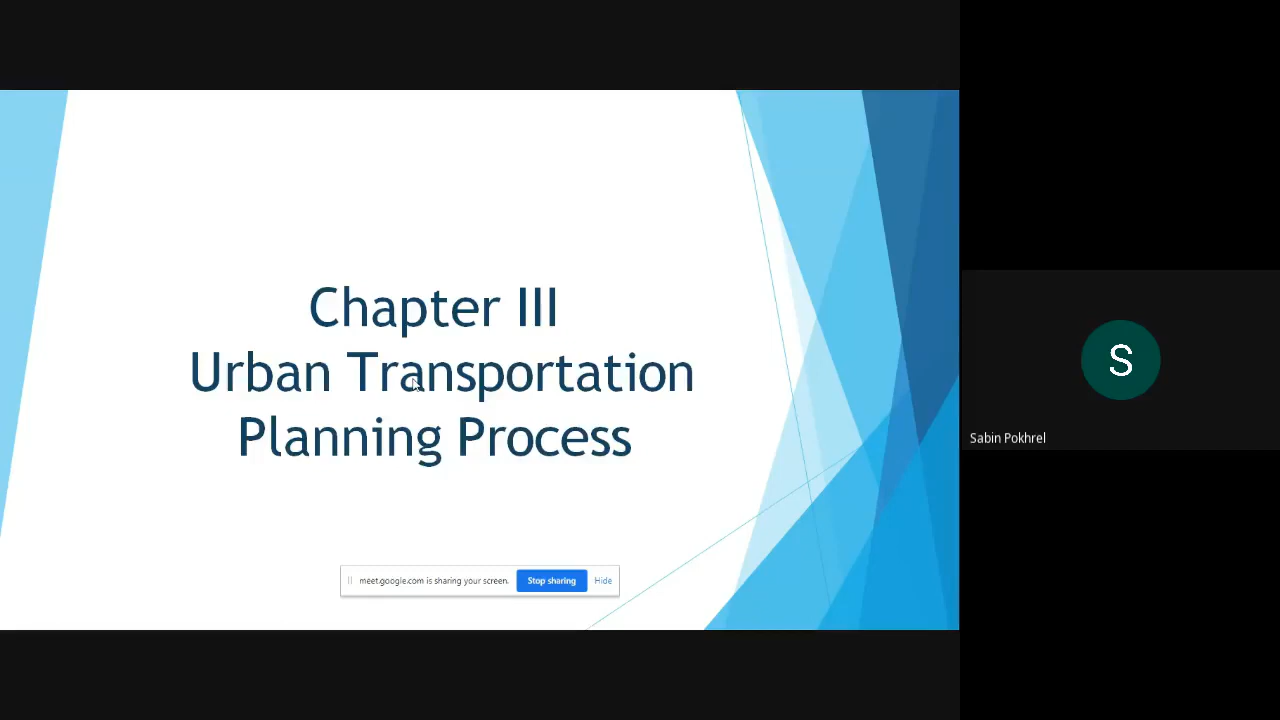 Chapter III
Urban Transportation
Planning Process
meet.google.com is sharing your screen. Stop sharing Hide
S
Sabin Pokhrel